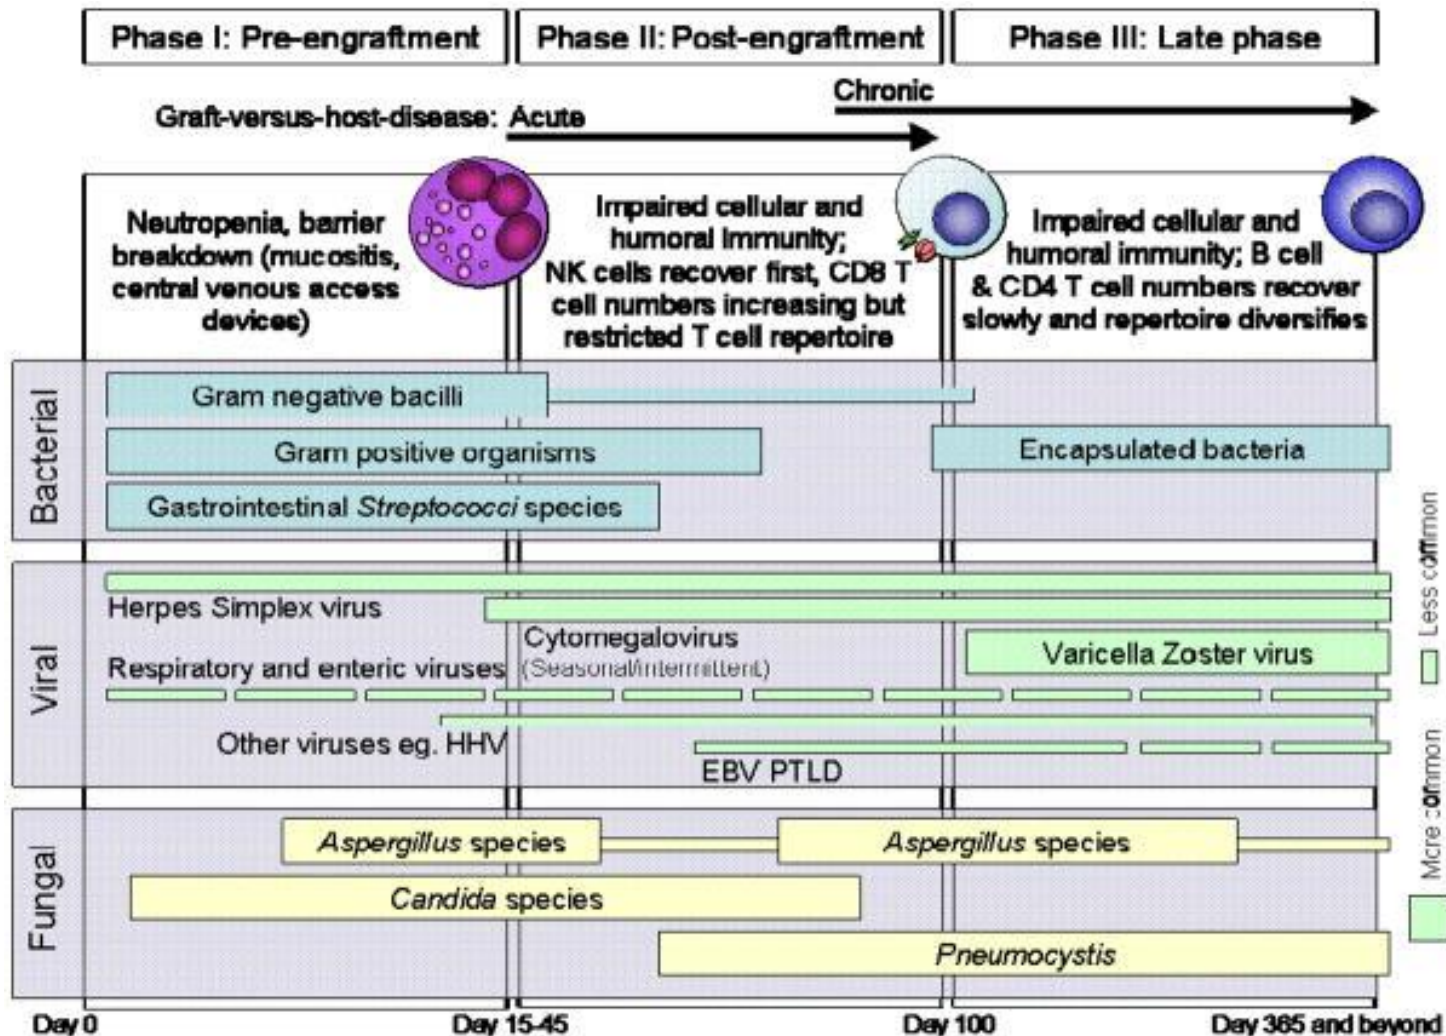 Phase I: Pre-engraftment
Phase II: Post-engraftment
Phase III: Late phase
Chronic
Graft-versus-host-disease: Acute
Neutropenia, barrier
breakdown (mucositis,
central venous access
devices)
Impaired cellular and
humoral immunity;
NK cells recover first, CD8 T
cell numbers increasing but
restricted T cell repertoire
Impaired cellular and
humoral immunity; B cell
& CD4 T cell numbers recover
slowly and repertoire diversifies
Bacterial
Gram negative bacilli
Gram positive organisms
Encapsulated bacteria
Gastrointestinal Streptococci species
Viral
Herpes Simplex virus
Cytomegalovirus
Varicella Zoster virus
Respiratory and enteric viruses (Seasonal/intermittent)
Other viruses eg. HHV
EBV PTLD
Fungal
Aspergillus species
Aspergillus species
Candida species
Pneumocystis
Less
More
Day 0
Day 15-45
Day 100
Day 365 and beyond